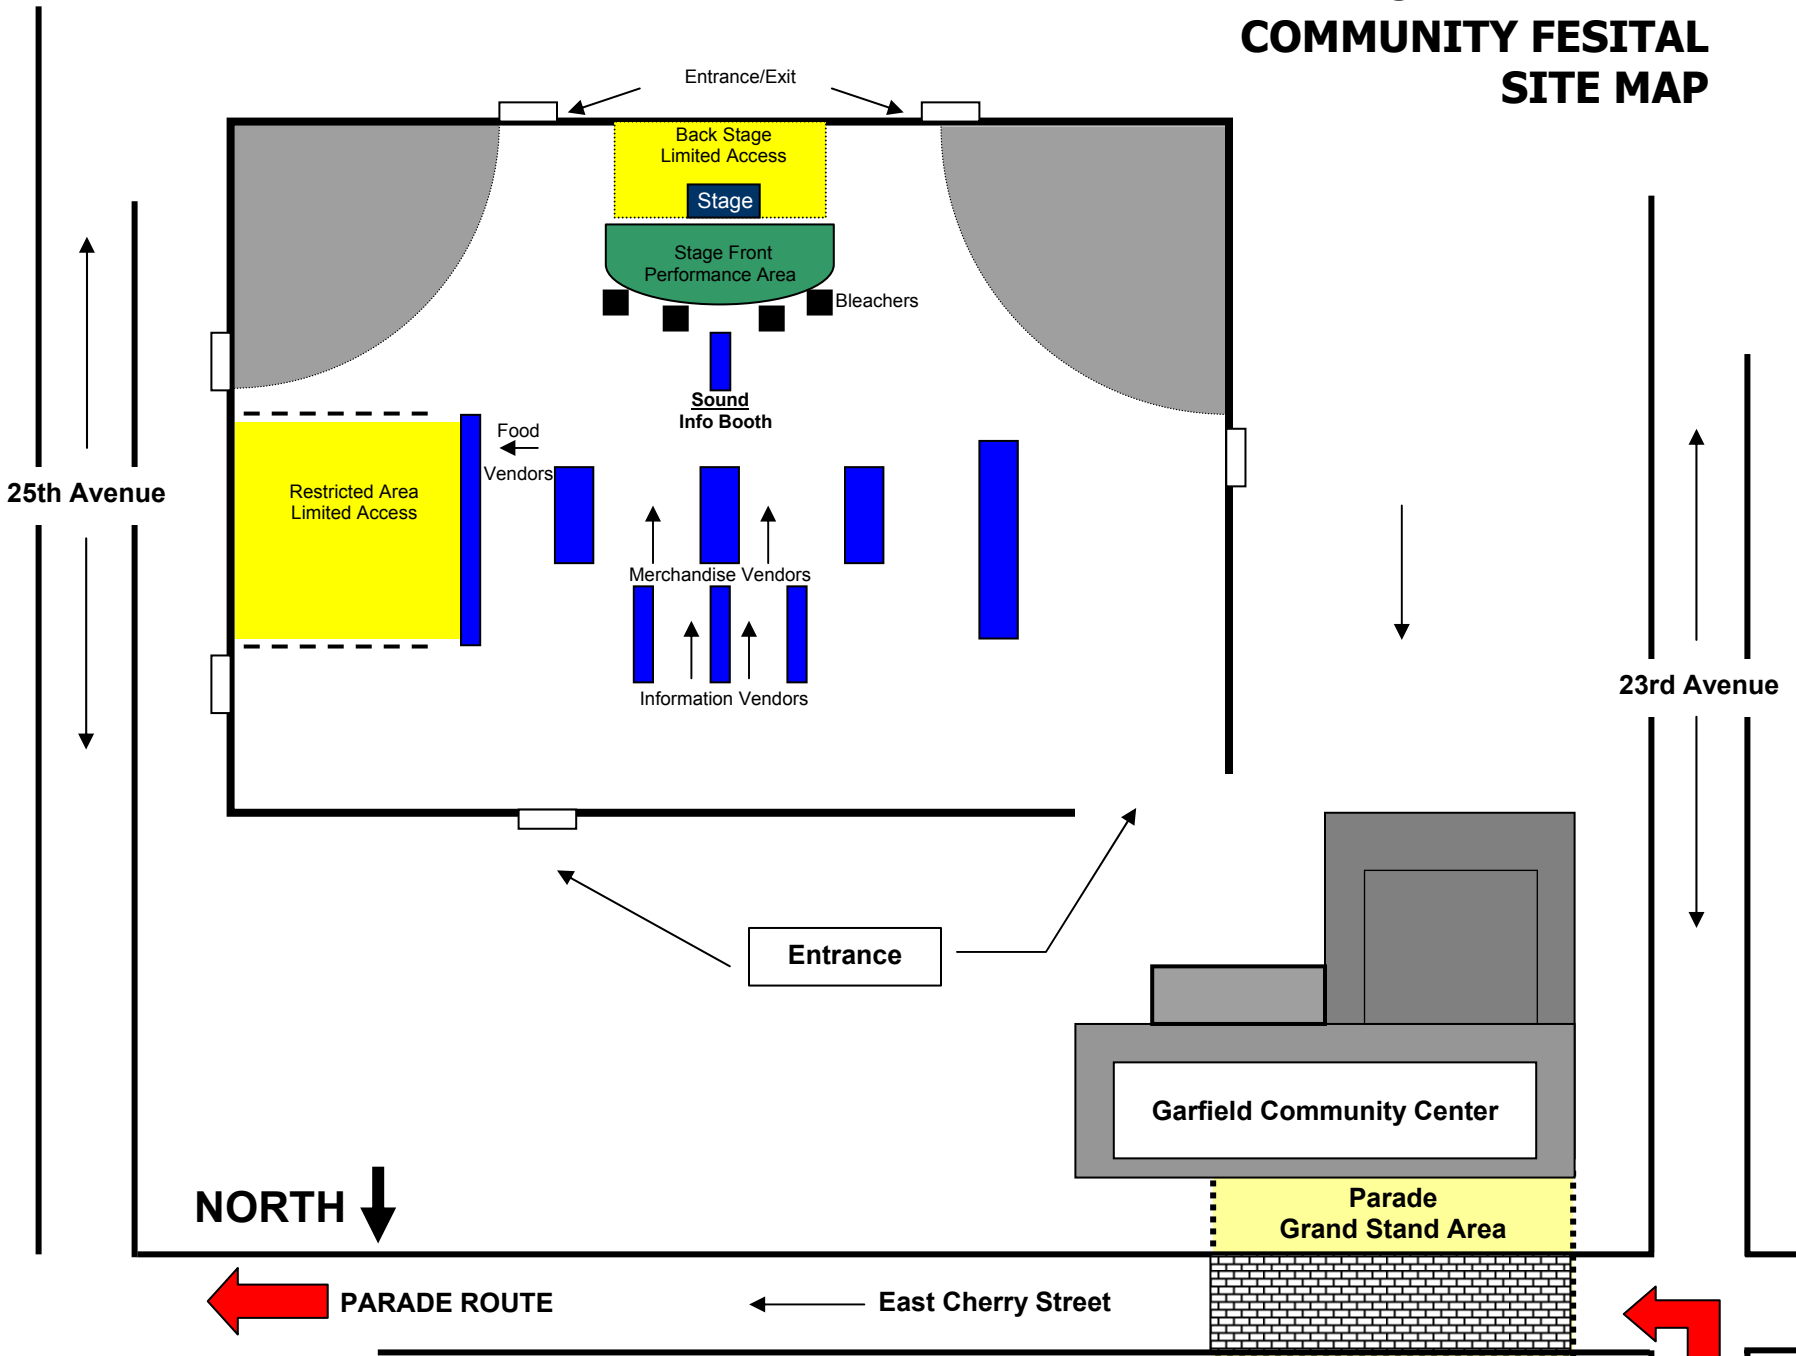 COMMUNITY FESITAL
SITE MAP
Entrance/Exit
Back Stage
Limited Access
Stage
Stage Front
Performance Area
Bleachers
Sound
Info Booth
Food
Vendors
25th Avenue
Restricted Area
Limited Access
Merchandise Vendors
23rd Avenue
Information Vendors
Entrance
Garfield Community Center
NORTH
Parade
Grand Stand Area
PARADE ROUTE
East Cherry Street